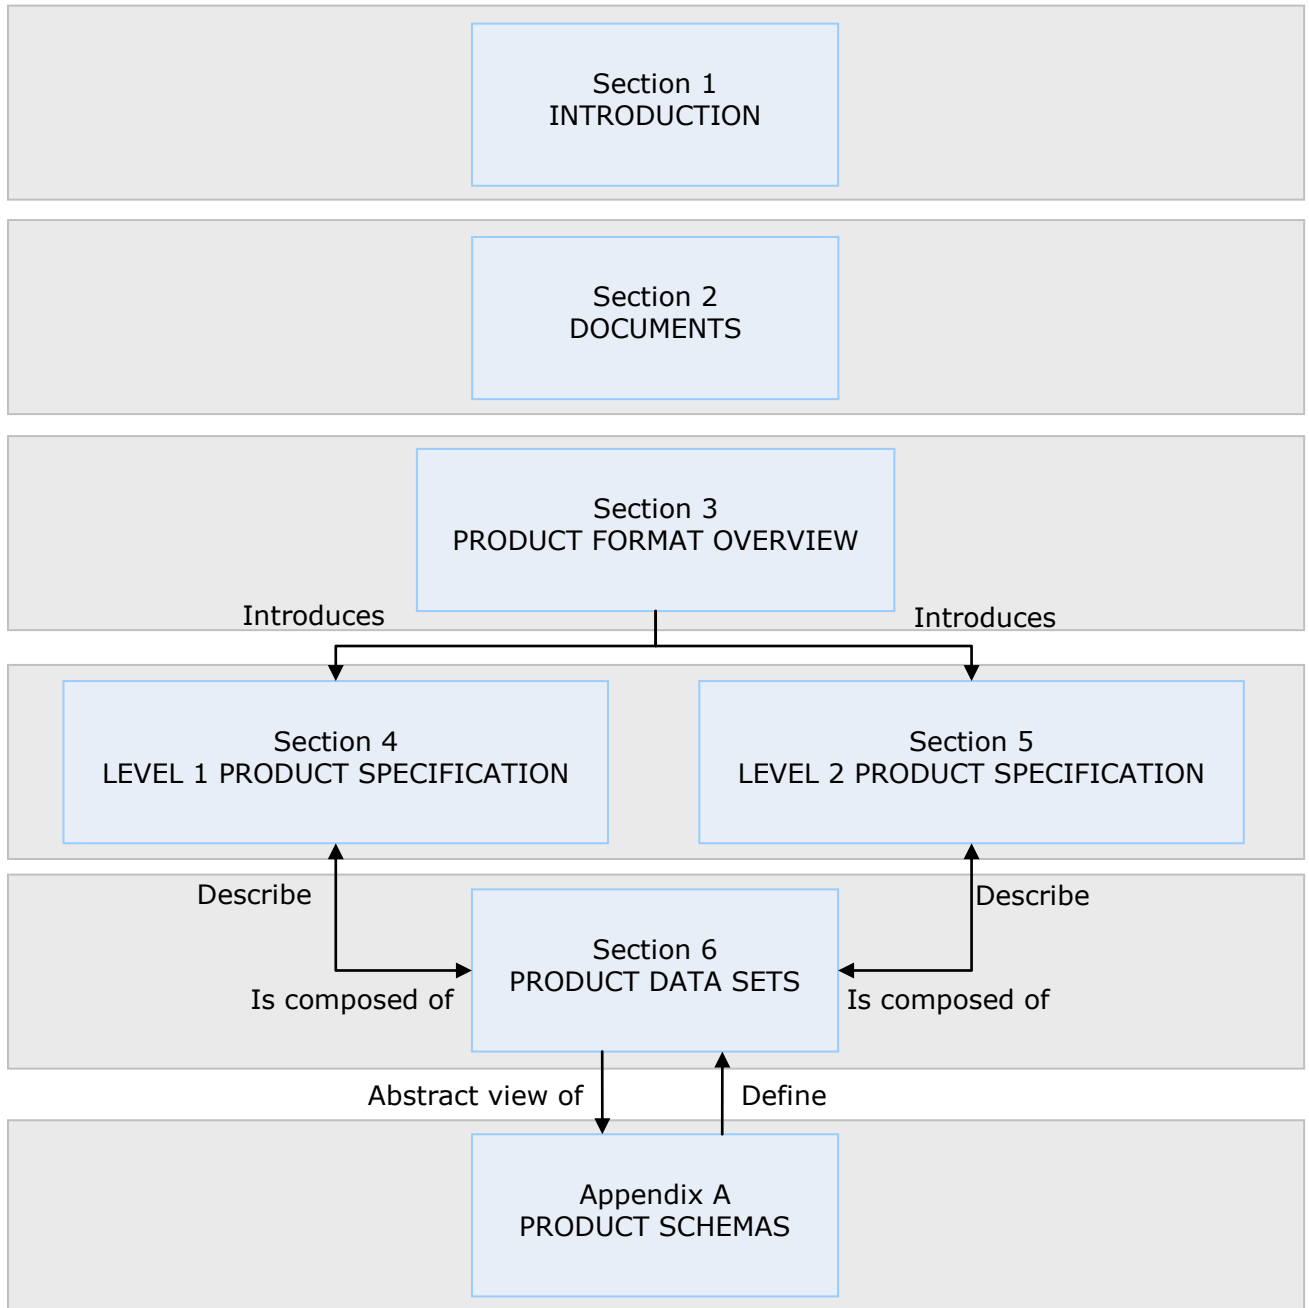 Section 1
INTRODUCTION
Section 2
DOCUMENTS
Section 3
PRODUCT FORMAT OVERVIEW
Introduces
Introduces
Section 4
LEVEL 1 PRODUCT SPECIFICATION
Section 5
LEVEL 2 PRODUCT SPECIFICATION
Describe
Describe
Section 6
PRODUCT DATA SETS
Is composed of
Is composed of
Abstract view of
Define
Appendix A
PRODUCT SCHEMAS